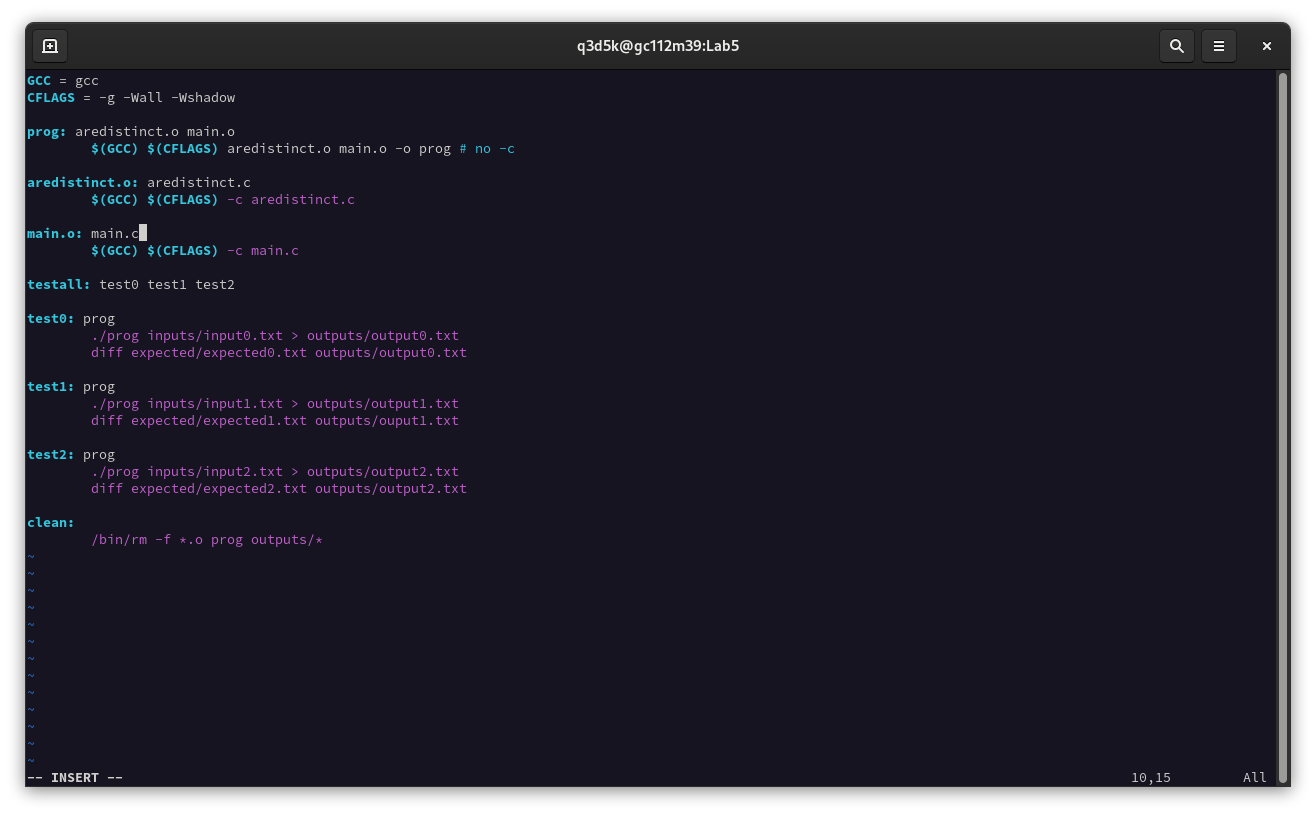 q3d5k@gc112m39:Lab5
GCC = gcc
CFLAGS = -g -Wall -Wshadow
prog: aredistinct.o main.o
$(GCC) $(CFLAGS) aredistinct.o main.o -o prog # no -c
aredistinct.o: aredistinct.c
$(GCC) $(CFLAGS) -c aredistinct.c
main.o: main.c
$(GCC) $(CFLAGS) -c main.c
testall: test0 test1 test2
test0: prog
./prog inputs/input0.txt > outputs/output0.txt
diff expected/expected0.txt outputs/output0.txt
test1: prog
./prog inputs/input1.txt > outputs/output1.txt
diff expected/expected1.txt outputs/ouput1.txt
test2: prog
./prog inputs/input2.txt > outputs/output2.txt
diff expected/expected2.txt outputs/output2.txt
clean:
/bin/rm -f *.o prog outputs/*
~
~
~
~
~
~
~
~
~
~
~
~
~
-- INSERT -- 10,15 All